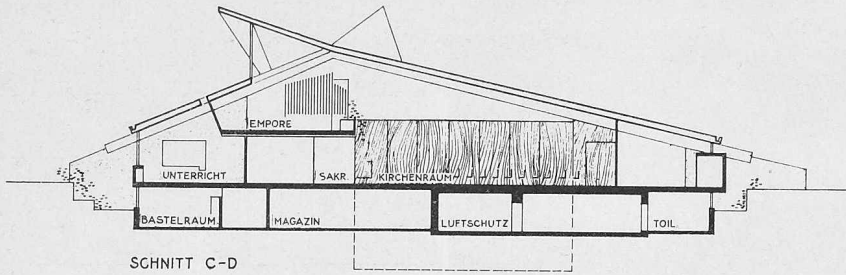 EMPORE
UNTERRICHT SAKR. KIRCHENRAUM
BASTELRAUM MAGAZIN LUFTSCHUTZ TOIL.
SCHNITT C-D